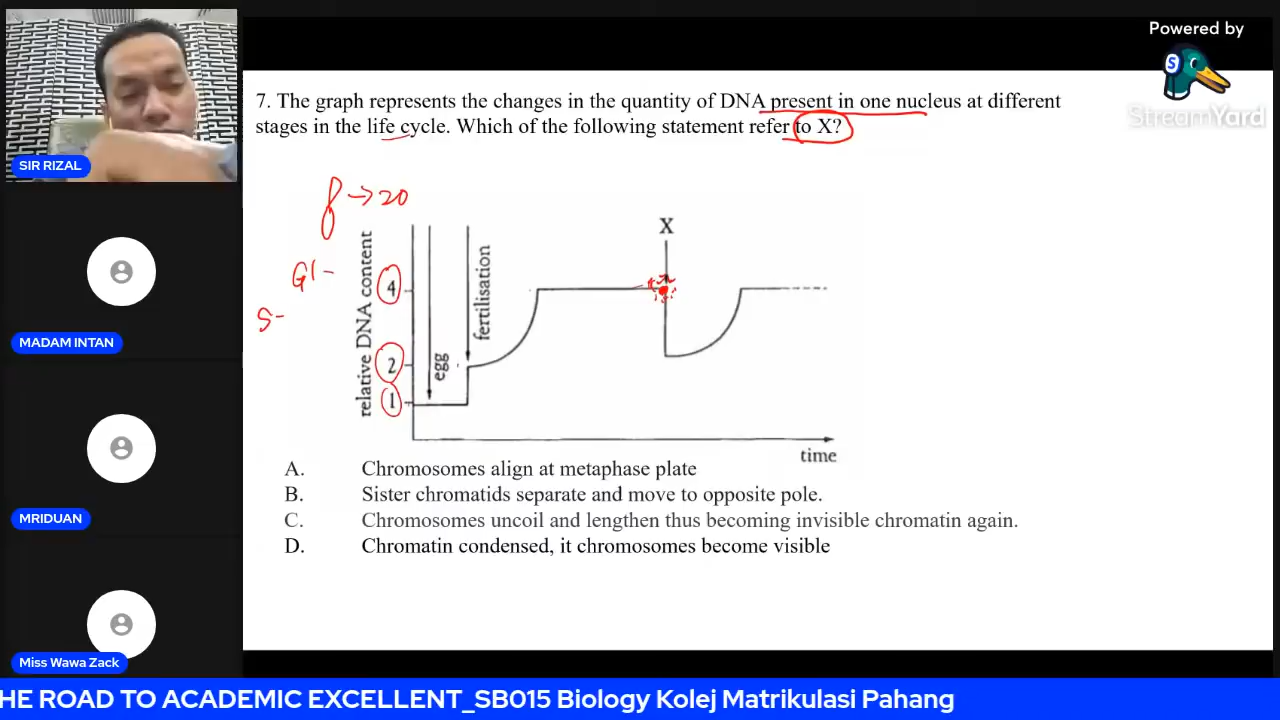 Powered by
S
StreamYard
7. The graph represents the changes in the quantity of DNA present in one nucleus at different
stages in the life cycle. Which of the following statement refer to X?
SIR RIZAL
→ 20
G1 -
S-
X
relative DNA content
4
2
1
egg
fertilisation
time
A. Chromosomes align at metaphase plate
B. Sister chromatids separate and move to opposite pole.
C. Chromosomes uncoil and lengthen thus becoming invisible chromatin again.
D. Chromatin condensed, it chromosomes become visible
MADAM INTAN
MRIDUAN
Miss Wawa Zack
HE ROAD TO ACADEMIC EXCELLENT_SB015 Biology Kolej Matrikulasi Pahang